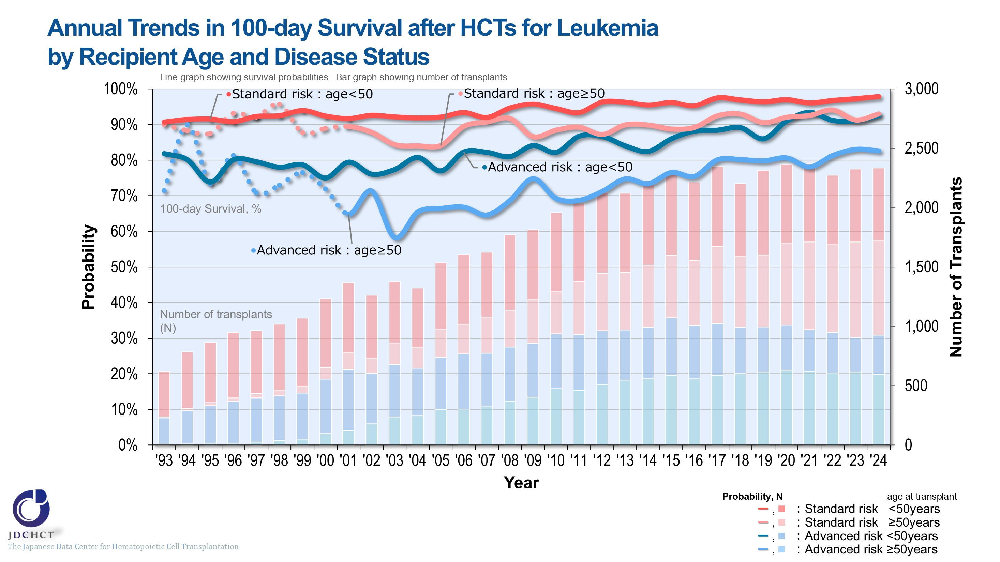 Annual Trends in 100-day Survival after HCTs for Leukemia
by Recipient Age and Disease Status
Line graph showing survival probabilities . Bar graph showing number of transplants
100%
90%
80%
70%
60%
50%
40%
30%
20%
10%
0%
Probability
•Standard risk : age<50
•Standard risk : age≥50
•Advanced risk : age<50
100-day Survival, %
•Advanced risk : age≥50
Number of transplants
(N)
3,000
2,500
2,000
1,500
1,000
500
0
Number of Transplants
'93 '94 '95 '96 '97 '98 '99 '00 '01 '02 '03 '04 '05 '06 '07 '08 '09 '10 '11 '12 '13 '14 '15 '16 '17 '18 '19 '20 '21 '22 '23 '24
Year
Probability, N age at transplant
, : Standard risk <50years
, : Standard risk ≥50years
, : Advanced risk <50years
, : Advanced risk ≥50years
JDCHCT
The Japanese Data Center for Hematopoietic Cell Transplantation